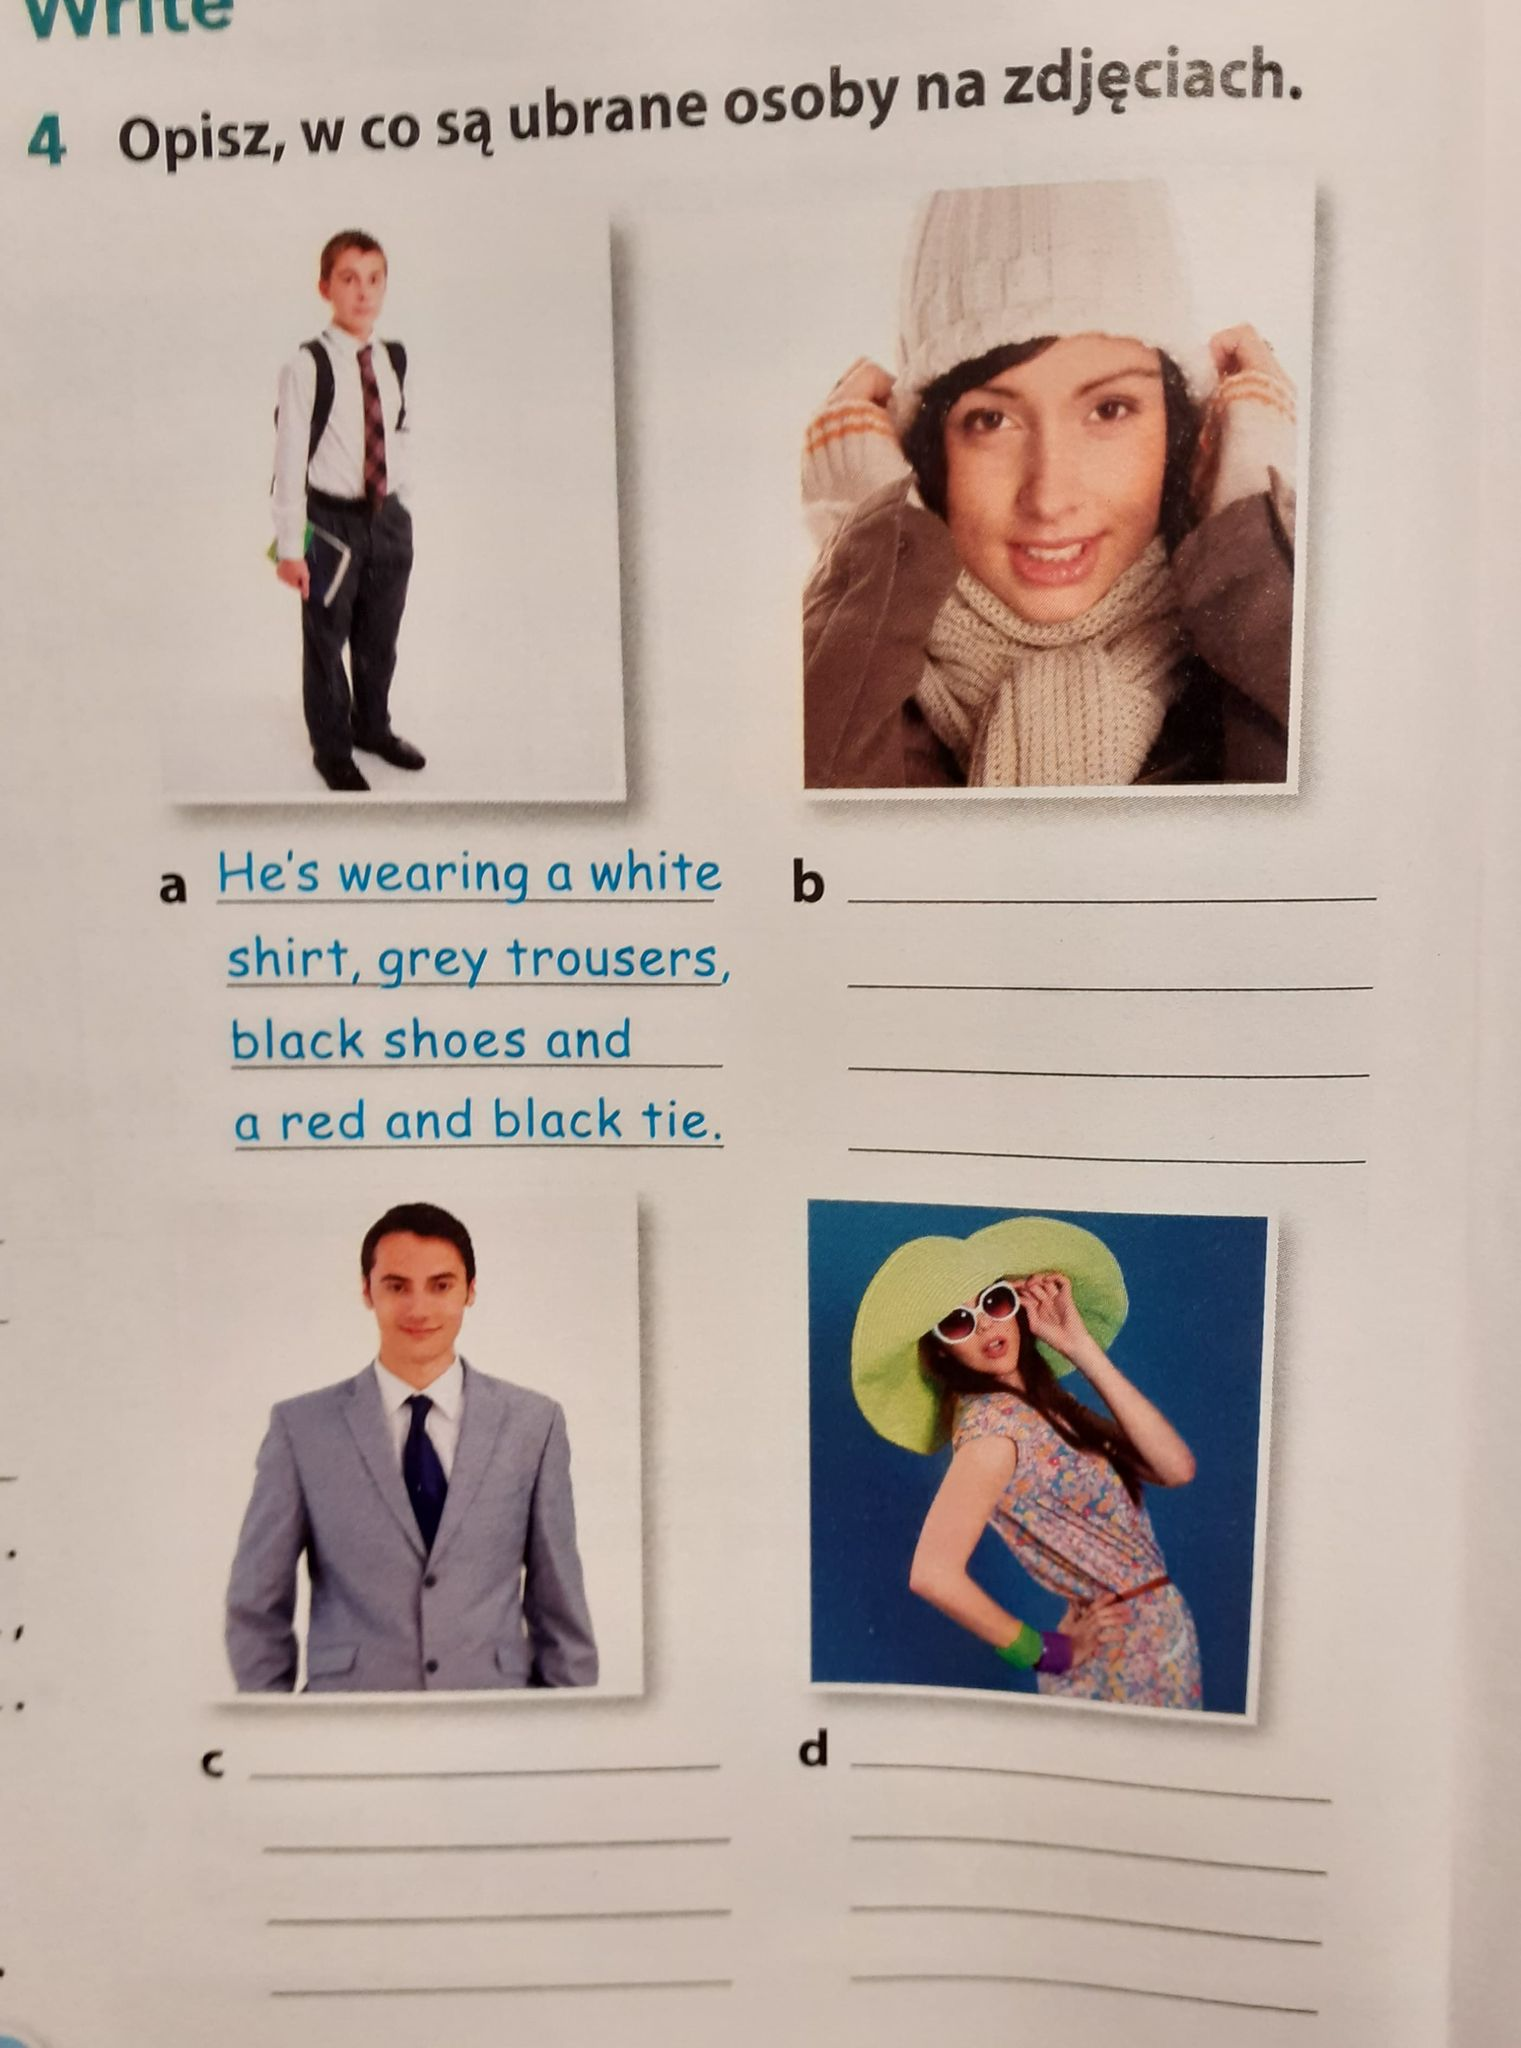 Write
4 Opisz, w co są ubrane osoby na zdjęciach.
a He's wearing a white
shirt, grey trousers,
black shoes and
a red and black tie.
b
c
d